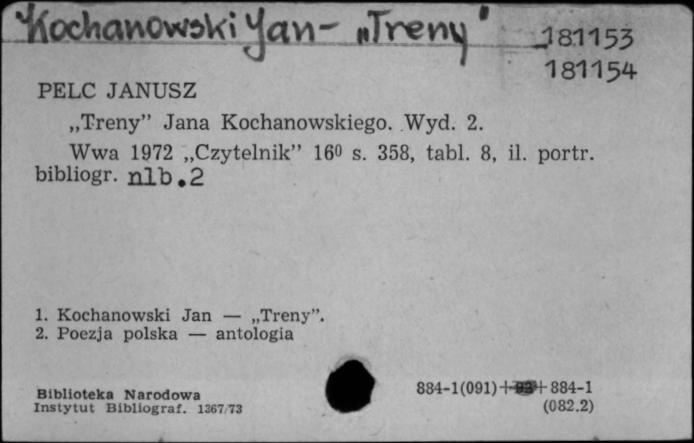 Kochanowski Jan - „Treny"
181153
181154
PELC JANUSZ
„Treny” Jana Kochanowskiego. Wyd. 2.
Wwa 1972 „Czytelnik” 16⁰ s. 358, tabl. 8, il. portr.
bibliogr. nlb.2
1. Kochanowski Jan — „Treny”.
2. Poezja polska — antologia
Biblioteka Narodowa
Instytut Bibliograf. 1367/73
884-1(091)+ + 884-1
(082.2)